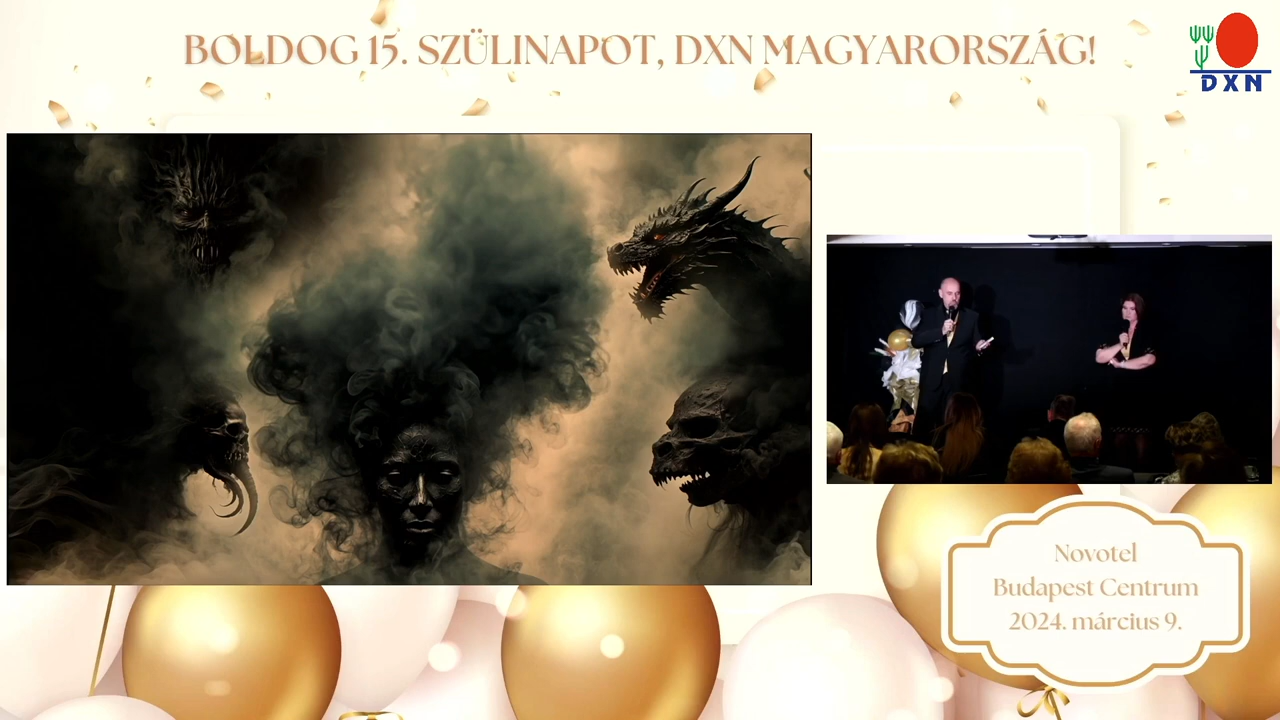 BOLDOG 15. SZÜLINAPOT, DXN MAGYARORSZÁG!
DXN
Novotel
Budapest Centrum
2024. március 9.